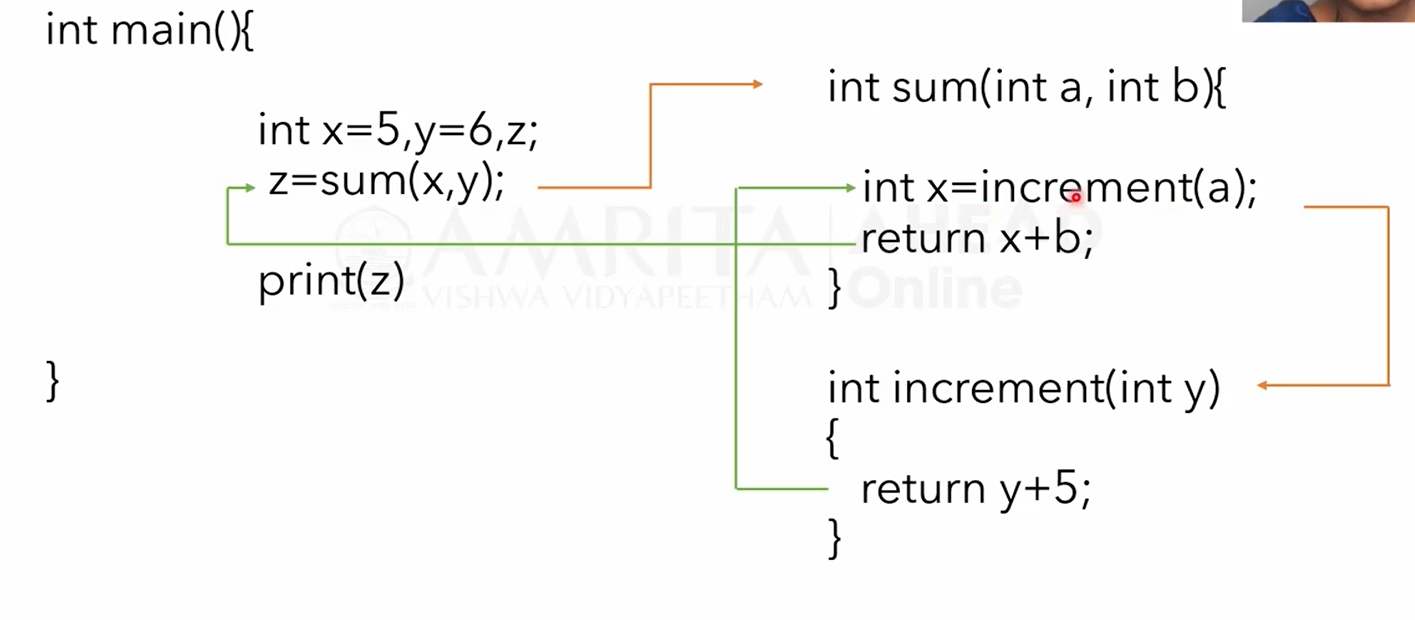 int main(){
int x=5,y=6,z;
z=sum(x,y);
print(z)
}
int sum(int a, int b){
int x=increment(a);
return x+b;
}
int increment(int y)
{
return y+5;
}
AMRITA AHEAD
VISHWA VIDYAPEETHAM Online